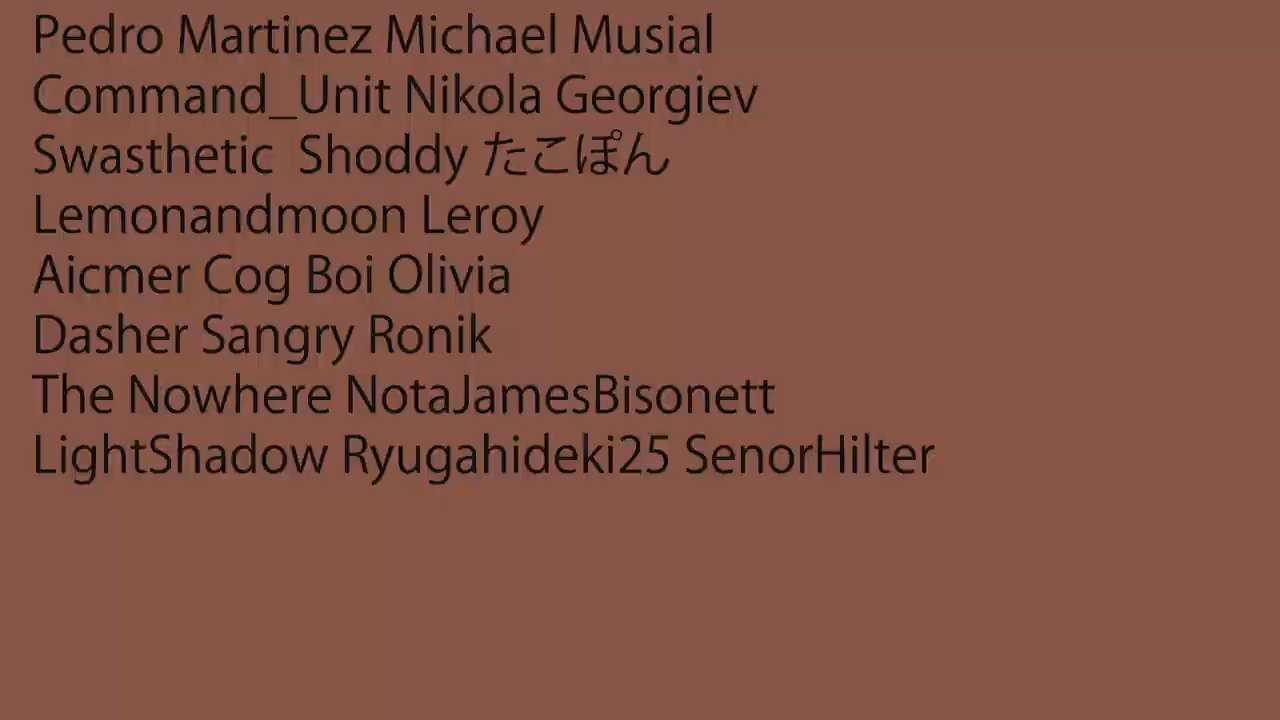 Pedro Martinez Michael Musial
Command_Unit Nikola Georgiev
Swasthetic  Shoddy たこぽん
Lemonandmoon Leroy
Aicmer Cog Boi Olivia
Dasher Sangry Ronik
The Nowhere NotaJamesBisonett
LightShadow Ryugahideki25 SenorHilter